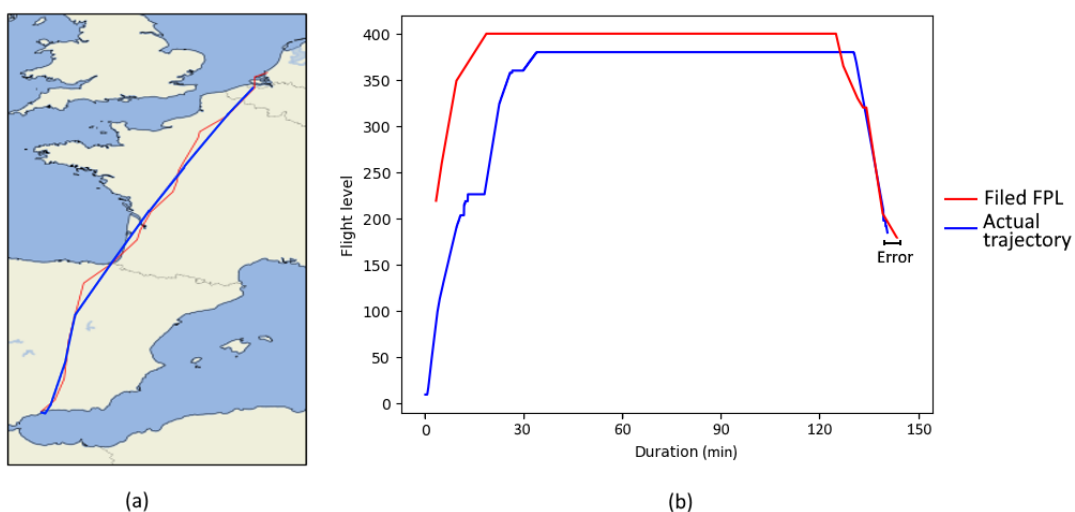 400
350
300
250
200
150
100
50
0
Flight level
0 30 60 90 120 150
Duration (min)
Error
Filed FPL
Actual
trajectory
(a)
(b)